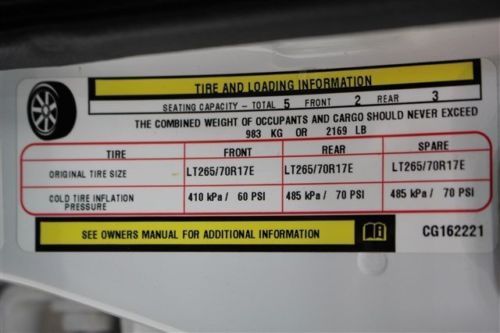 TIRE AND LOADING INFORMATION
SEATING CAPACITY - TOTAL 5 FRONT 2 REAR 3
THE COMBINED WEIGHT OF OCCUPANTS AND CARGO SHOULD NEVER EXCEED
983 KG OR 2169 LB
TIRE FRONT REAR SPARE
ORIGINAL TIRE SIZE LT265/70R17E LT265/70R17E LT265/70R17E
COLD TIRE INFLATION PRESSURE 410 kPa / 60 PSI 485 kPa / 70 PSI 485 kPa / 70 PSI
SEE OWNERS MANUAL FOR ADDITIONAL INFORMATION CG162221